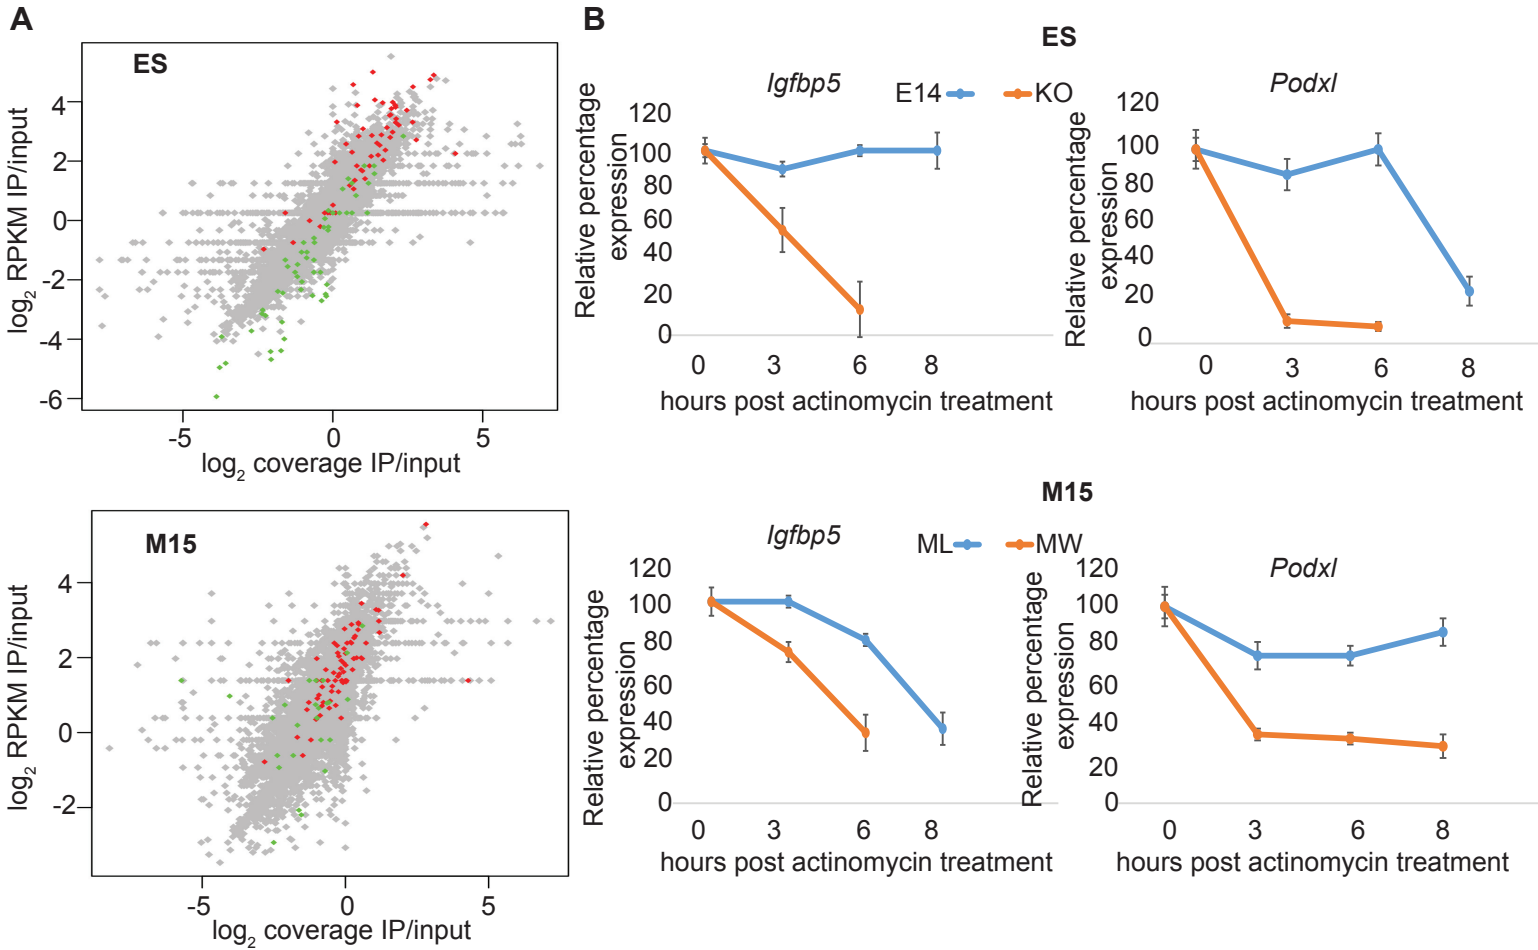 A
ES
log2 RPKM IP/input
4
2
0
-2
-4
-6
-5 0 5
log2 coverage IP/input
M15
log2 RPKM IP/input
4
2
0
-2
-5 0 5
log2 coverage IP/input
B
ES
Igfbp5
E14 KO
Relative percentage
expression
120
100
80
60
40
20
0
0 3 6 8
hours post actinomycin treatment
Podxl
Relative percentage
expression
120
100
80
60
40
20
0
0 3 6 8
hours post actinomycin treatment
M15
Igfbp5
ML MW
Relative percentage
expression
120
100
80
60
40
20
0
0 3 6 8
hours post actinomycin treatment
Podxl
Relative percentage
expression
120
100
80
60
40
20
0
0 3 6 8
hours post actinomycin treatment